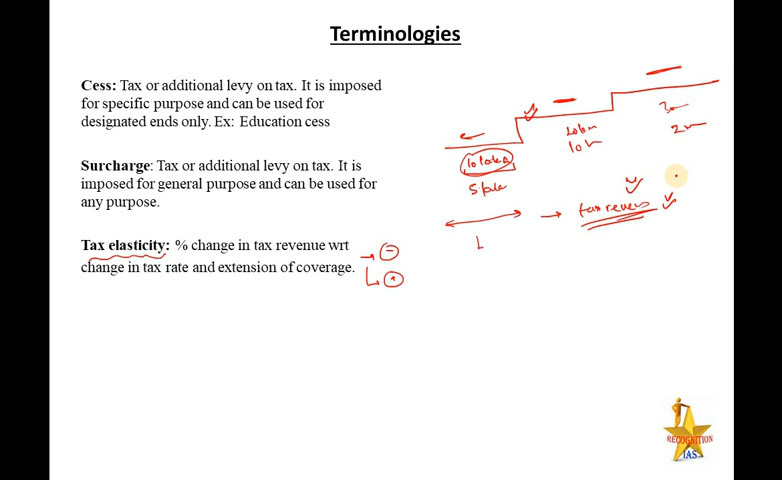 Terminologies
Cess: Tax or additional levy on tax. It is imposed
for specific purpose and can be used for
designated ends only. Ex: Education cess
Surcharge: Tax or additional levy on tax. It is
imposed for general purpose and can be used for
any purpose.
Tax elasticity: % change in tax revenue wrt
change in tax rate and extension of coverage.
10 lakhs
tax revenue
L
RECOGNITION
IAS